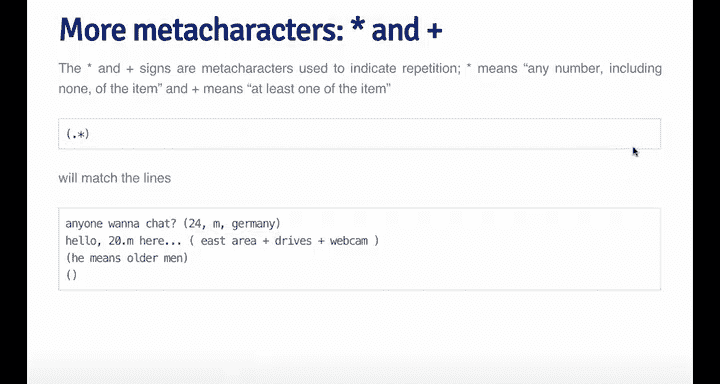 More metacharacters: * and +
The * and + signs are metacharacters used to indicate repetition; * means “any number, including
none, of the item” and + means “at least one of the item”
(.*)
will match the lines
anyone wanna chat? (24, m, germany)
hello, 20.m here... ( east area + drives + webcam )
(he means older men)
()